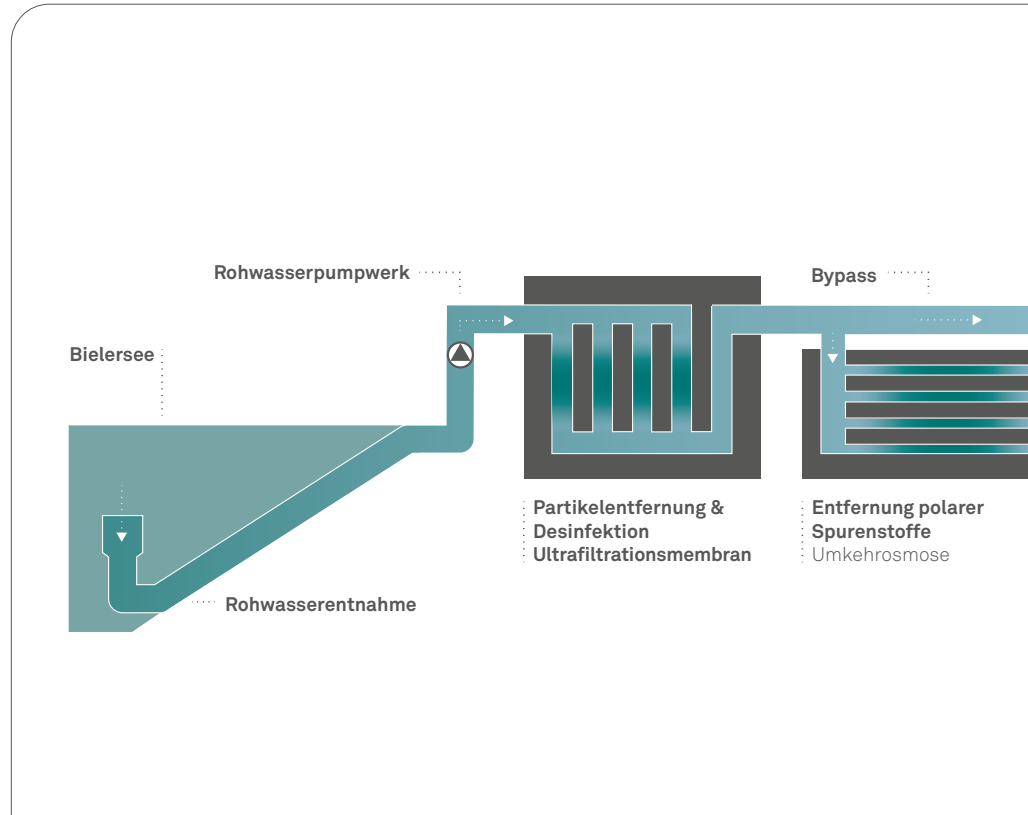 Rohwasserpumpwerk
Bypass
Bielersee
Partikelentfernung &
Desinfektion
Ultrafiltrationsmembran
Entfernung polarer
Spurenstoffe
Umkehrosmose
Rohwasserentnahme